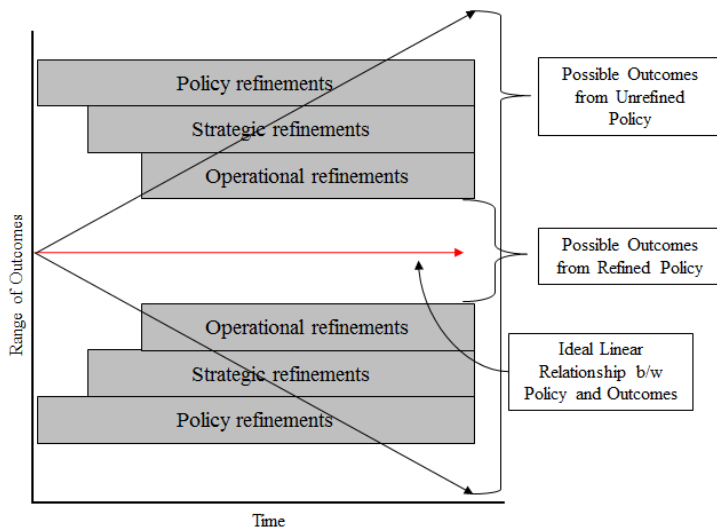 Policy refinements
Strategic refinements
Operational refinements
Possible Outcomes
from Unrefined
Policy
Possible Outcomes
from Refined Policy
Range of Outcomes
Operational refinements
Strategic refinements
Policy refinements
Ideal Linear
Relationship b/w
Policy and Outcomes
Time